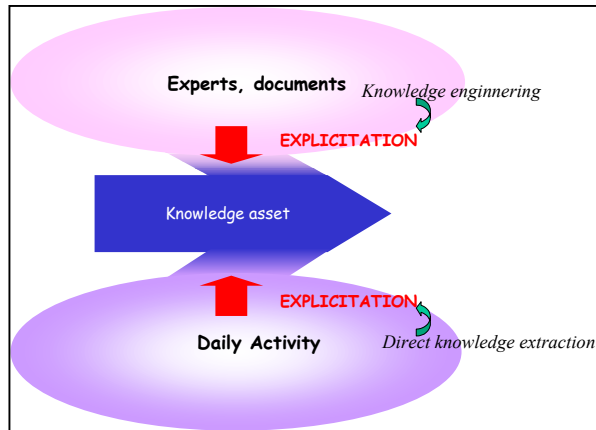 Experts, documents
Knowledge enginnering
EXPLICITATION
Knowledge asset
EXPLICITATION
Daily Activity
Direct knowledge extraction